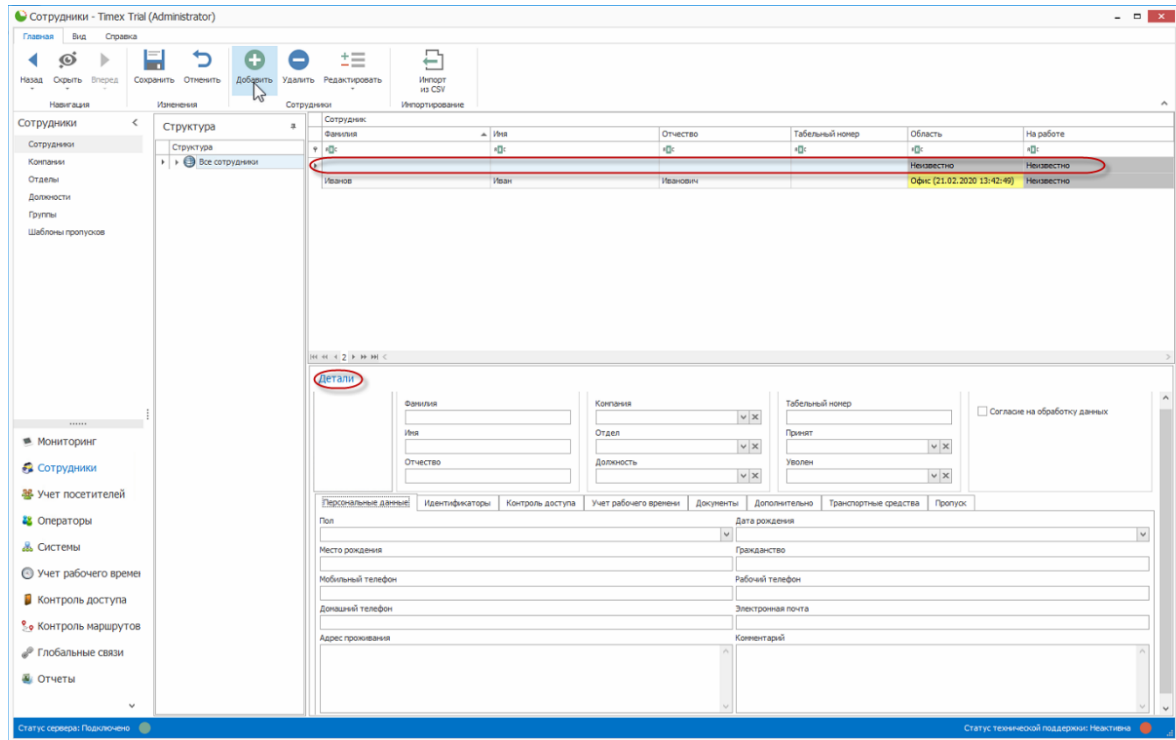 Сотрудники - Timex Trial (Administrator)
Главная Вид Справка
Назад Скрыть Вперед Сохранить Отменить Добавить Удалить Редактировать Импорт из CSV
Навигация Изменения Сотрудники Импортирование
Сотрудники
Сотрудники
Компании
Отделы
Должности
Группы
Шаблоны пропусков
Структура
Структура
Все сотрудники
Сотрудник
Фамилия Имя Отчество Табельный номер Область На работе
Неизвестно Неизвестно
Иванов Иван Иванович Офис (21.02.2020 13:42:49) Неизвестно
2
Детали
Фамилия Компания Табельный номер Согласие на обработку данных
Имя Отдел Принят
Отчество Должность Уволен
Персональные данные Идентификаторы Контроль доступа Учет рабочего времени Документы Дополнительно Транспортные средства Пропуск
Пол Дата рождения
Место рождения Гражданство
Мобильный телефон Рабочий телефон
Домашний телефон Электронная почта
Адрес проживания Комментарий
Мониторинг
Сотрудники
Учет посетителей
Операторы
Системы
Учет рабочего времен
Контроль доступа
Контроль маршрутов
Глобальные связи
Отчеты
Статус сервера: Подключено Статус технической поддержки: Неактивна